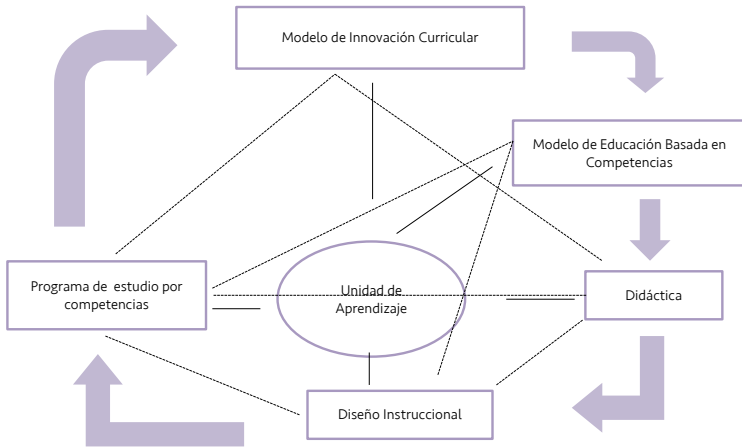 Modelo de Innovación Curricular
Modelo de Educación Basada en
Competencias
Programa de estudio por
competencias
Unidad de
Aprendizaje
Didáctica
Diseño Instruccional